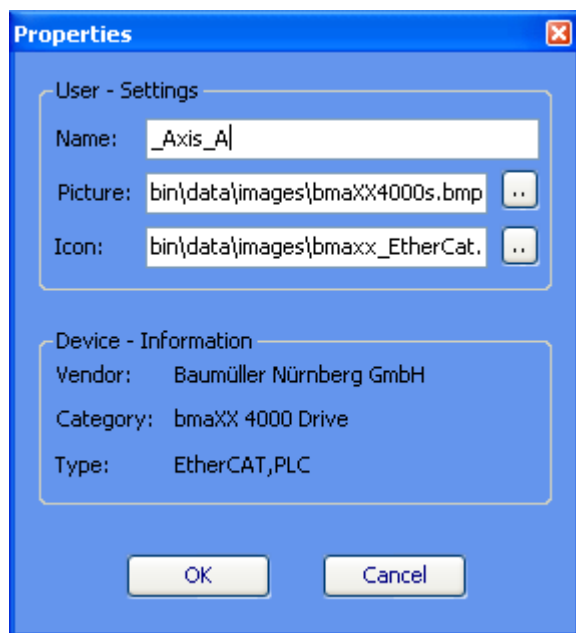 Properties
User - Settings
Name: _Axis_A
Picture: bin\data\images\bmaXX4000s.bmp ..
Icon: bin\data\images\bmaxx_EtherCat. ..
Device - Information
Vendor: Baumüller Nürnberg GmbH
Category: bmaXX 4000 Drive
Type: EtherCAT,PLC
OK Cancel